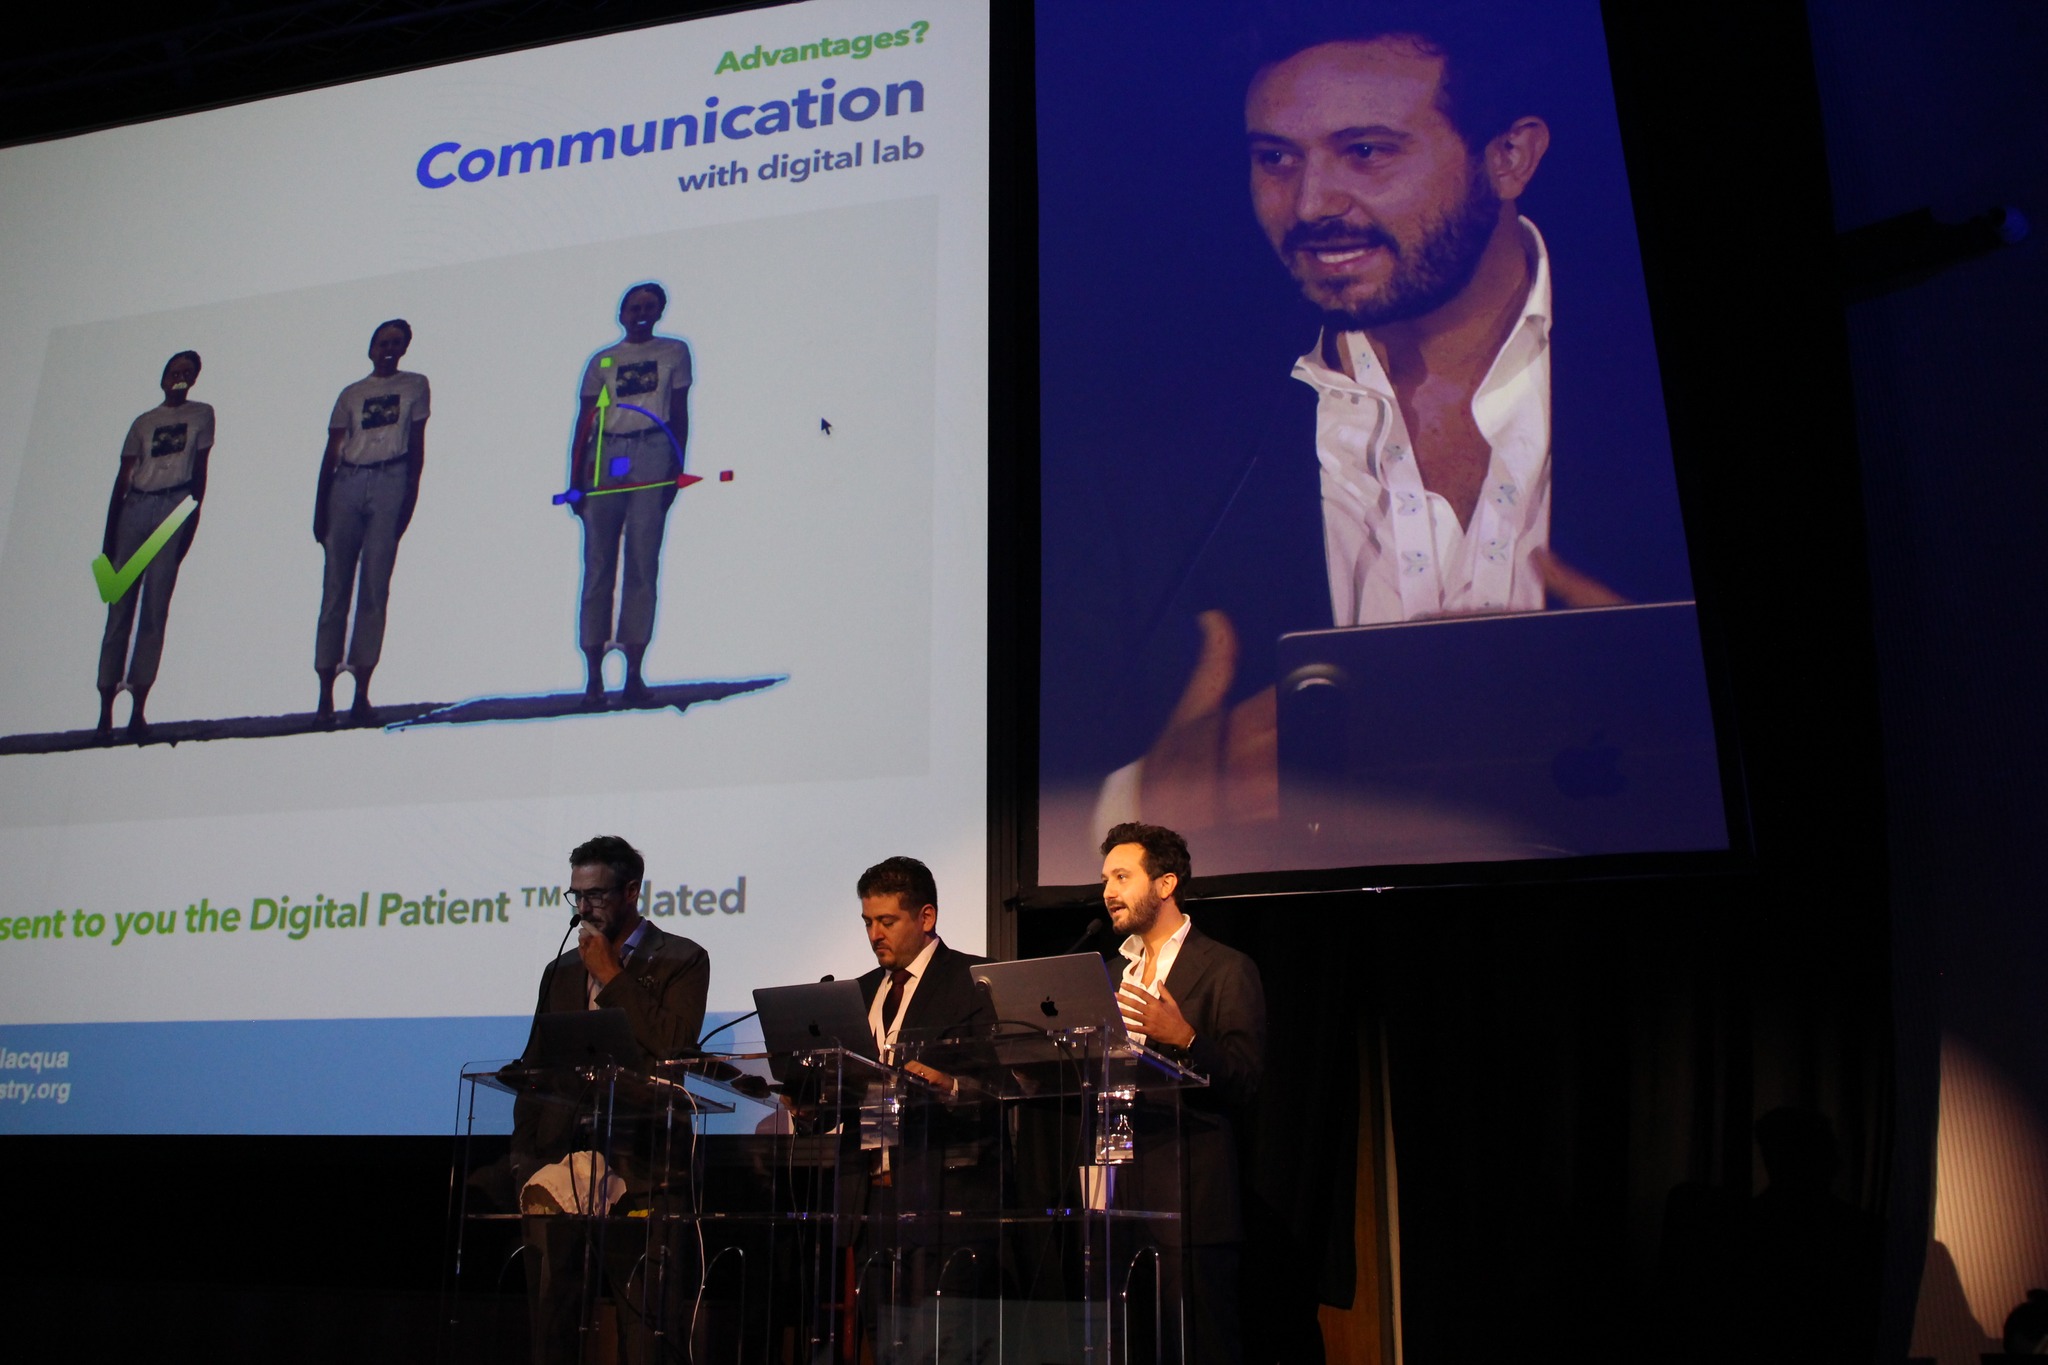 Advantages?
Communication
with digital lab
sent to you the Digital Patient ™ dated
lacqua
stry.org